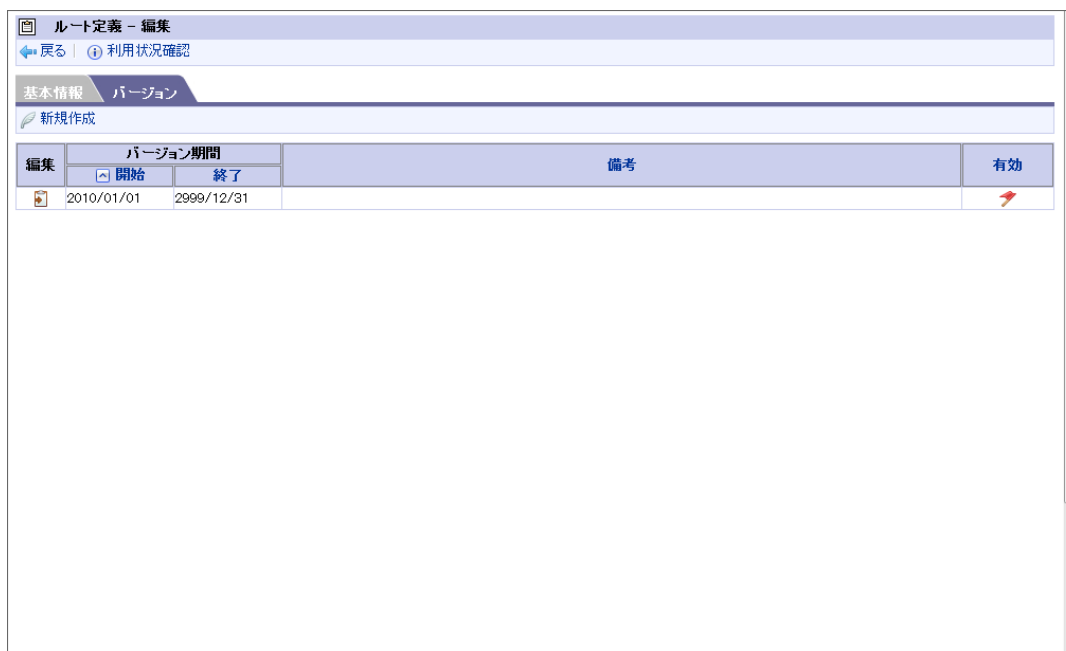 ルート定義 - 編集
戻る | 利用状況確認
基本情報 バージョン
新規作成
編集 バージョン期間 備考 有効
開始 終了
2010/01/01 2999/12/31